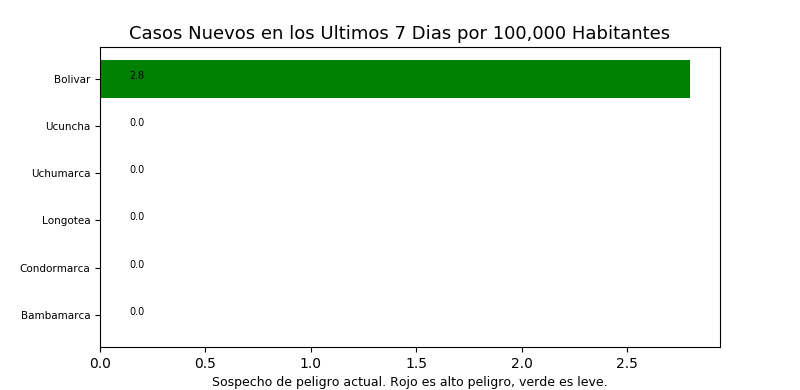 Casos Nuevos en los Ultimos 7 Dias por 100,000 Habitantes
Bolivar 2.8
Ucuncha 0.0
Uchumarca 0.0
Longotea 0.0
Condormarca 0.0
Bambamarca 0.0
0.0 0.5 1.0 1.5 2.0 2.5
Sospecho de peligro actual. Rojo es alto peligro, verde es leve.